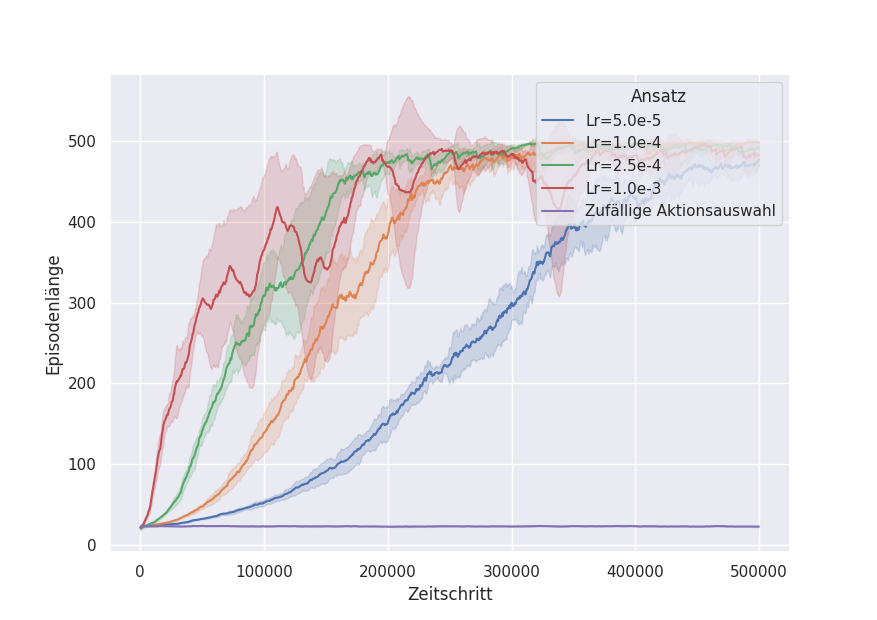 Ansatz
Lr=5.0e-5
Lr=1.0e-4
Lr=2.5e-4
Lr=1.0e-3
Zufällige Aktionsauswahl
500
400
300
200
100
0
Episodenlänge
0 100000 200000 300000 400000 500000
Zeitschritt